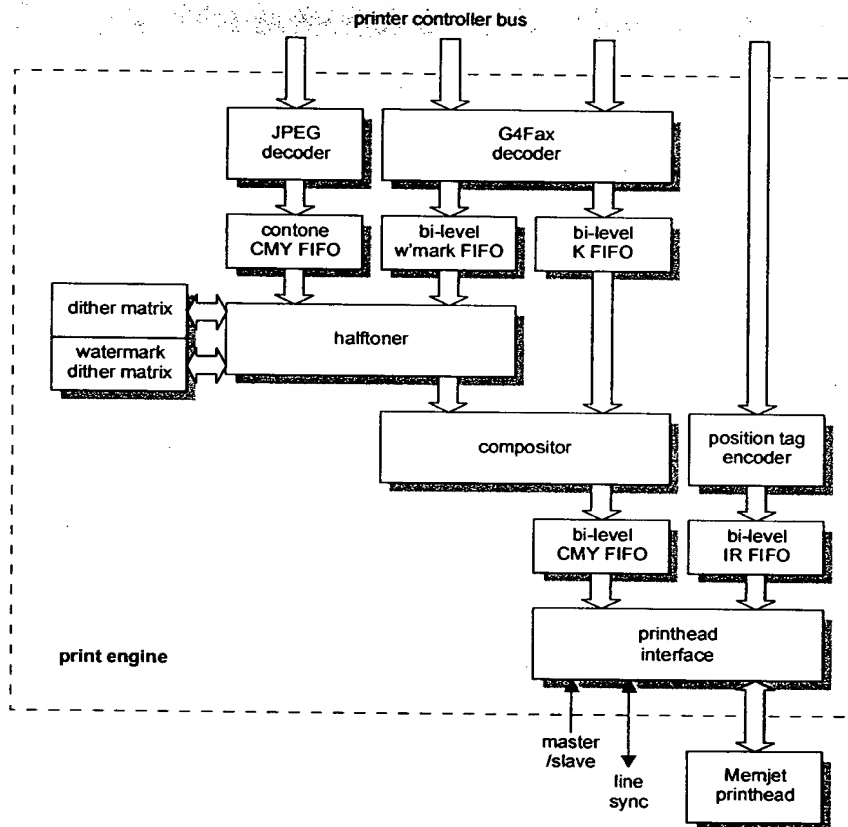 printer controller bus
JPEG
decoder
G4Fax
decoder
contone
CMY FIFO
bi-level
w'mark FIFO
bi-level
K FIFO
dither matrix
watermark
dither matrix
halftoner
compositor
position tag
encoder
bi-level
CMY FIFO
bi-level
IR FIFO
printhead
interface
print engine
master
/slave
line
sync
Memjet
printhead